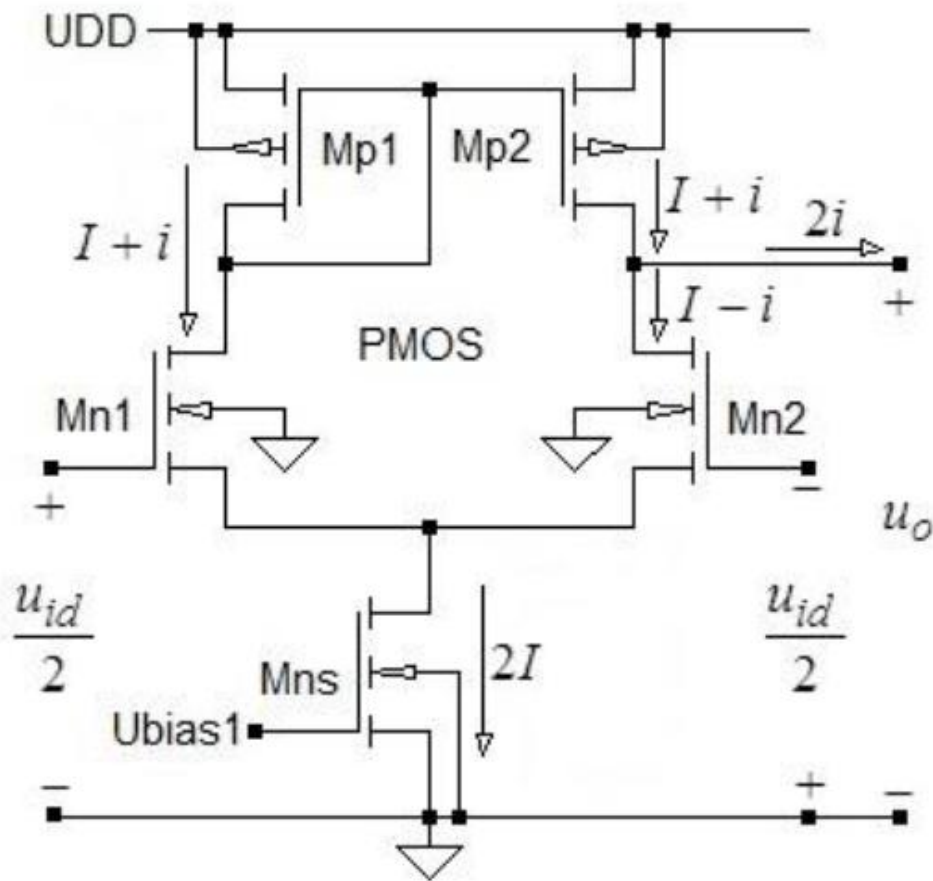 UDD
Mp1 Mp2
I + i I + i 2i
+
I − i
PMOS
Mn1 Mn2
+ −
u_o
u_id/2 u_id/2
Mns 2I
Ubias1
− + −